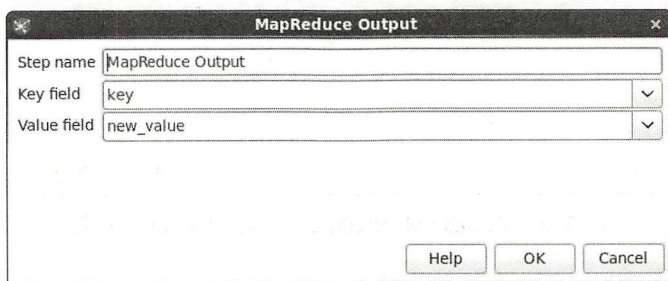 MapReduce Output
Step name MapReduce Output
Key field key
Value field new_value
Help OK Cancel